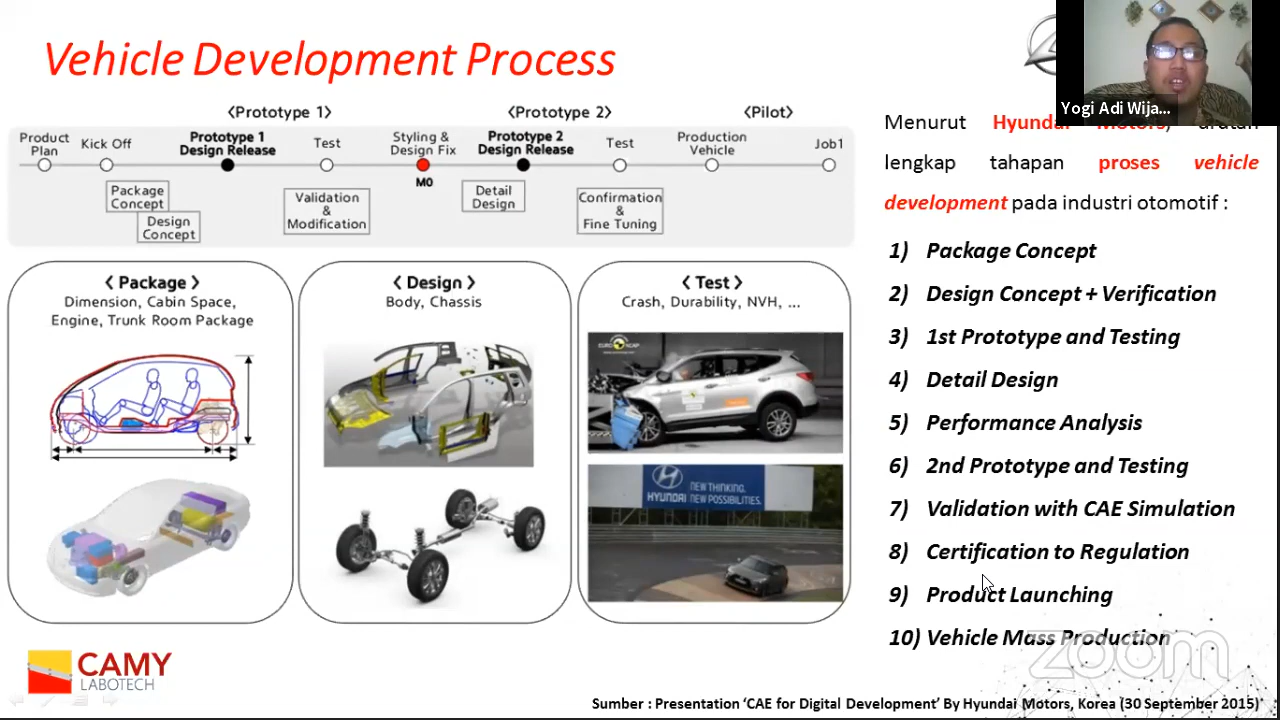 Vehicle Development Process
Yogi Adi Wija...
<Prototype 1>
<Prototype 2>
<Pilot>
Product Plan
Kick Off
Prototype 1 Design Release
Test
Styling & Design Fix
Prototype 2 Design Release
Test
Production Vehicle
Job1
M0
Package Concept
Design Concept
Validation & Modification
Detail Design
Confirmation & Fine Tuning
<Package>
Dimension, Cabin Space,
Engine, Trunk Room Package
<Design>
Body, Chassis
<Test>
Crash, Durability, NVH, ...
EURO NCAP
HYUNDAI
NEW THINKING.
NEW POSSIBILITIES.
Menurut Hyundai Motors, urutan
lengkap tahapan proses vehicle
development pada industri otomotif :
1) Package Concept
2) Design Concept + Verification
3) 1st Prototype and Testing
4) Detail Design
5) Performance Analysis
6) 2nd Prototype and Testing
7) Validation with CAE Simulation
8) Certification to Regulation
9) Product Launching
10) Vehicle Mass Production
zoom
CAMY
LABOTECH
Sumber : Presentation ‘CAE for Digital Development’ By Hyundai Motors, Korea (30 September 2015)